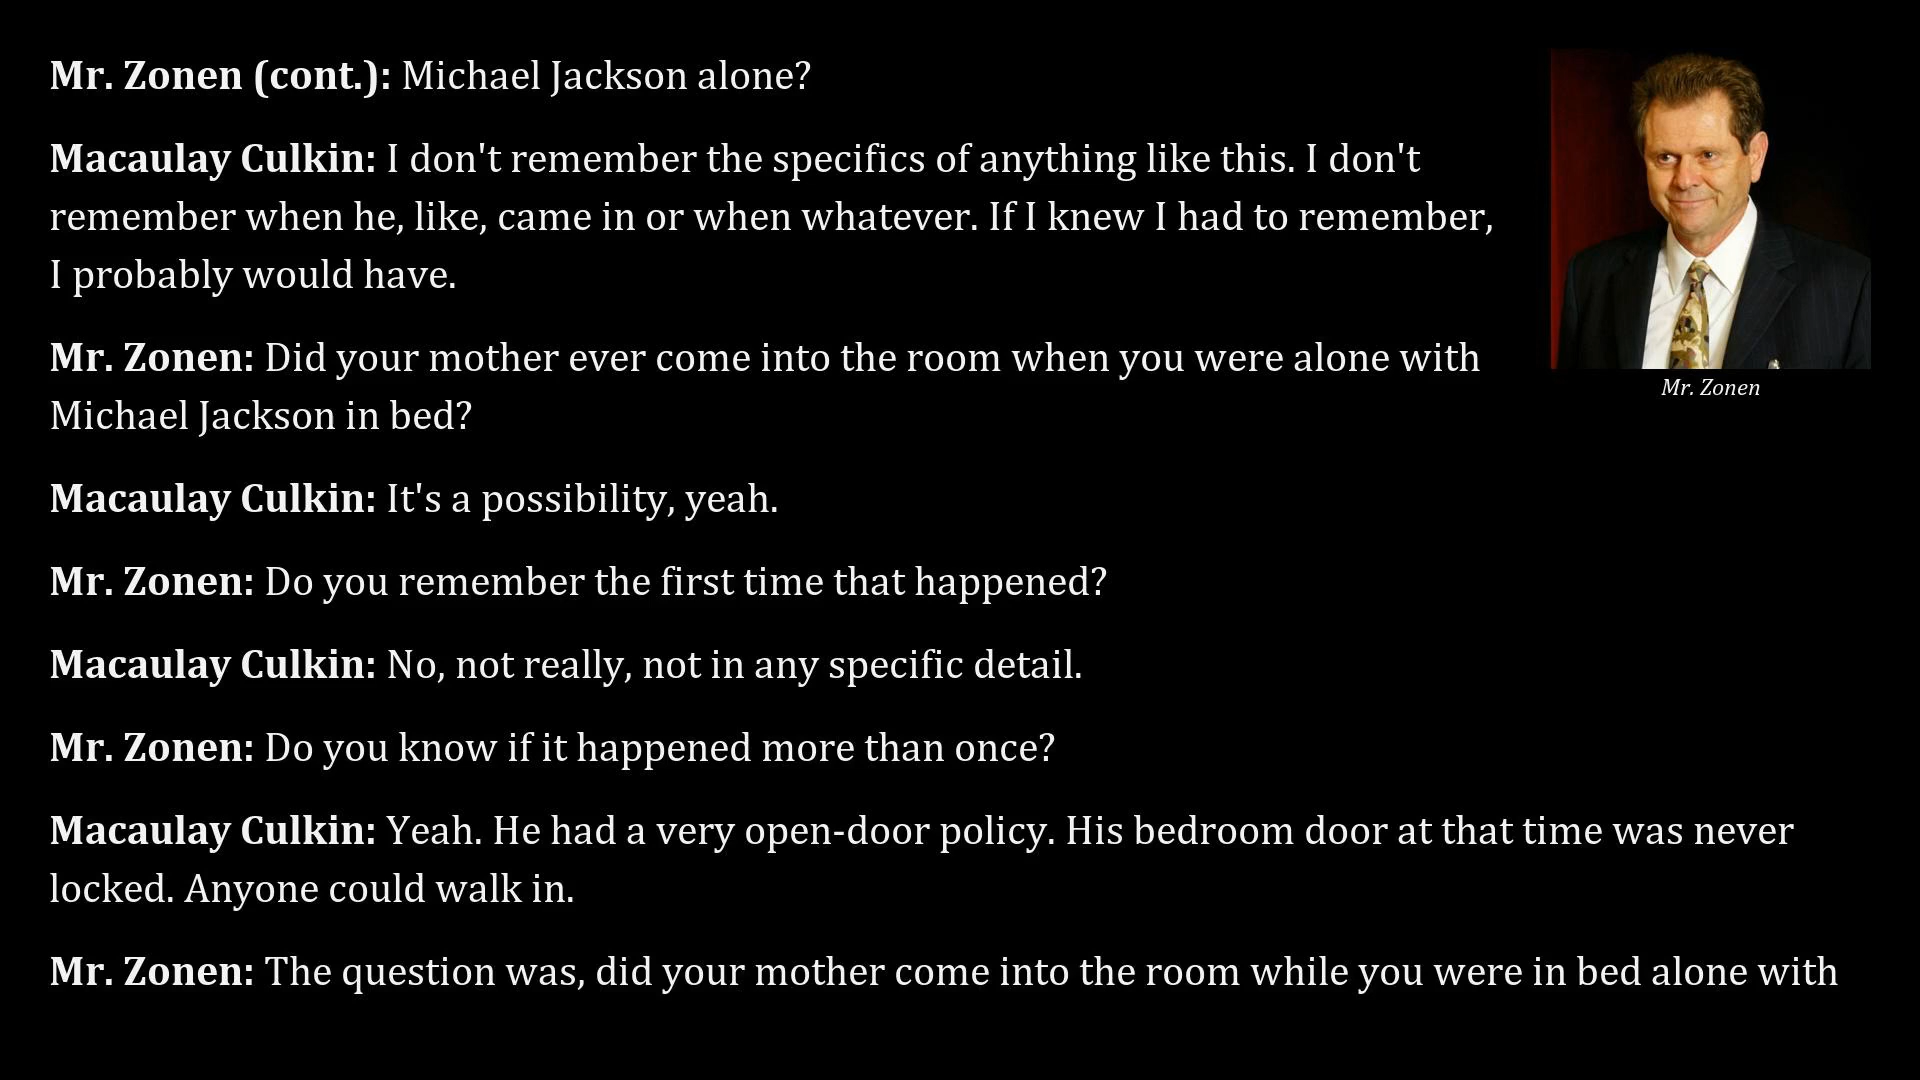 Mr. Zonen (cont.): Michael Jackson alone?
Macaulay Culkin: I don't remember the specifics of anything like this. I don't
remember when he, like, came in or when whatever. If I knew I had to remember,
I probably would have.
Mr. Zonen: Did your mother ever come into the room when you were alone with
Michael Jackson in bed?
Mr. Zonen
Macaulay Culkin: It's a possibility, yeah.
Mr. Zonen: Do you remember the first time that happened?
Macaulay Culkin: No, not really, not in any specific detail.
Mr. Zonen: Do you know if it happened more than once?
Macaulay Culkin: Yeah. He had a very open-door policy. His bedroom door at that time was never
locked. Anyone could walk in.
Mr. Zonen: The question was, did your mother come into the room while you were in bed alone with